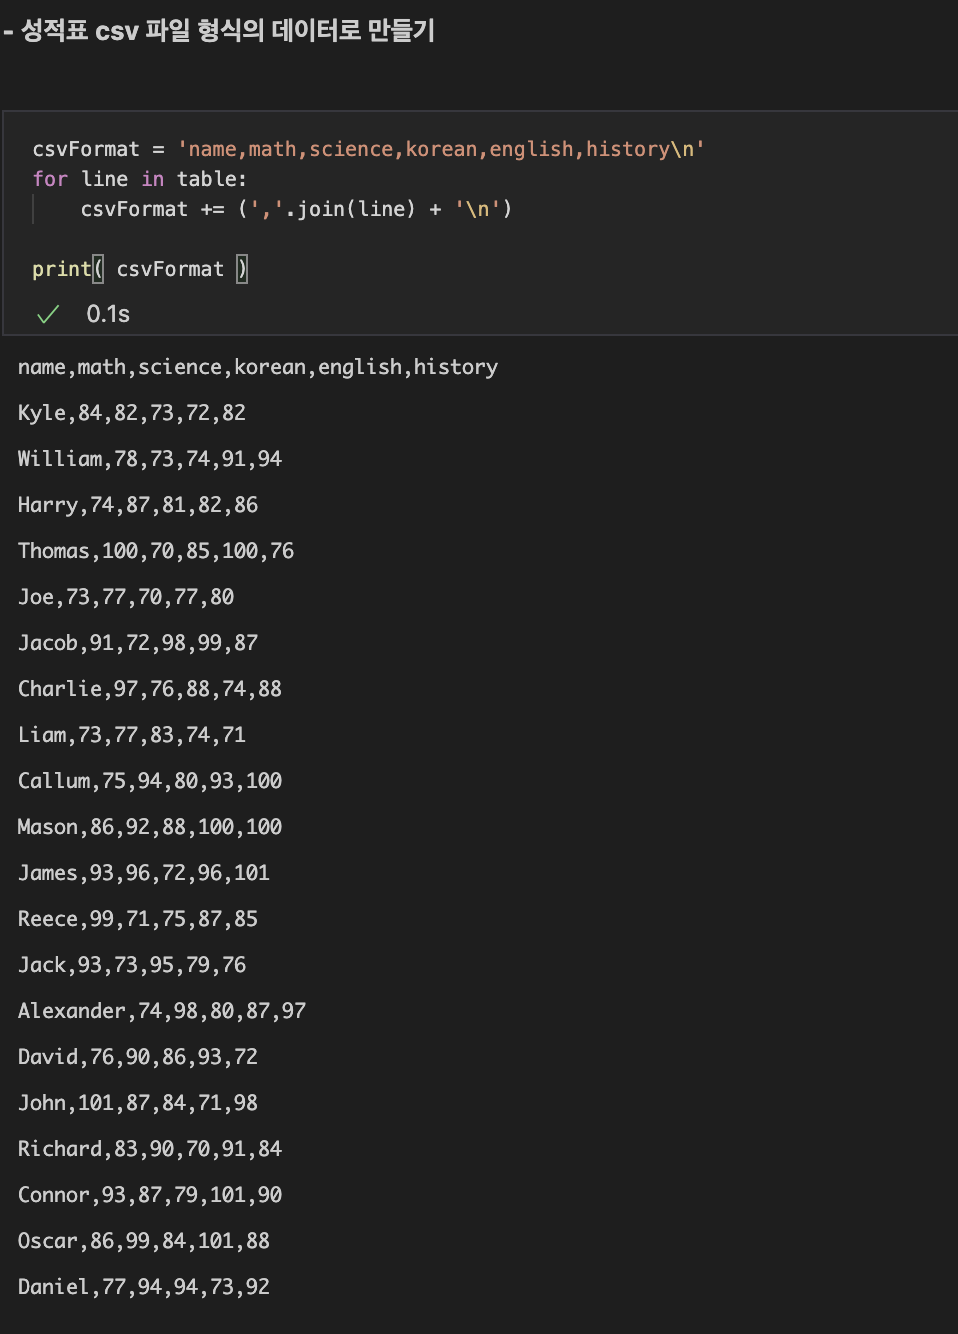 - 성적표 csv 파일 형식의 데이터로 만들기
csvFormat = 'name,math,science,korean,english,history\n'
for line in table:
    csvFormat += (','.join(line) + '\n')
print( csvFormat )
0.1s
name,math,science,korean,english,history
Kyle,84,82,73,72,82
William,78,73,74,91,94
Harry,74,87,81,82,86
Thomas,100,70,85,100,76
Joe,73,77,70,77,80
Jacob,91,72,98,99,87
Charlie,97,76,88,74,88
Liam,73,77,83,74,71
Callum,75,94,80,93,100
Mason,86,92,88,100,100
James,93,96,72,96,101
Reece,99,71,75,87,85
Jack,93,73,95,79,76
Alexander,74,98,80,87,97
David,76,90,86,93,72
John,101,87,84,71,98
Richard,83,90,70,91,84
Connor,93,87,79,101,90
Oscar,86,99,84,101,88
Daniel,77,94,94,73,92